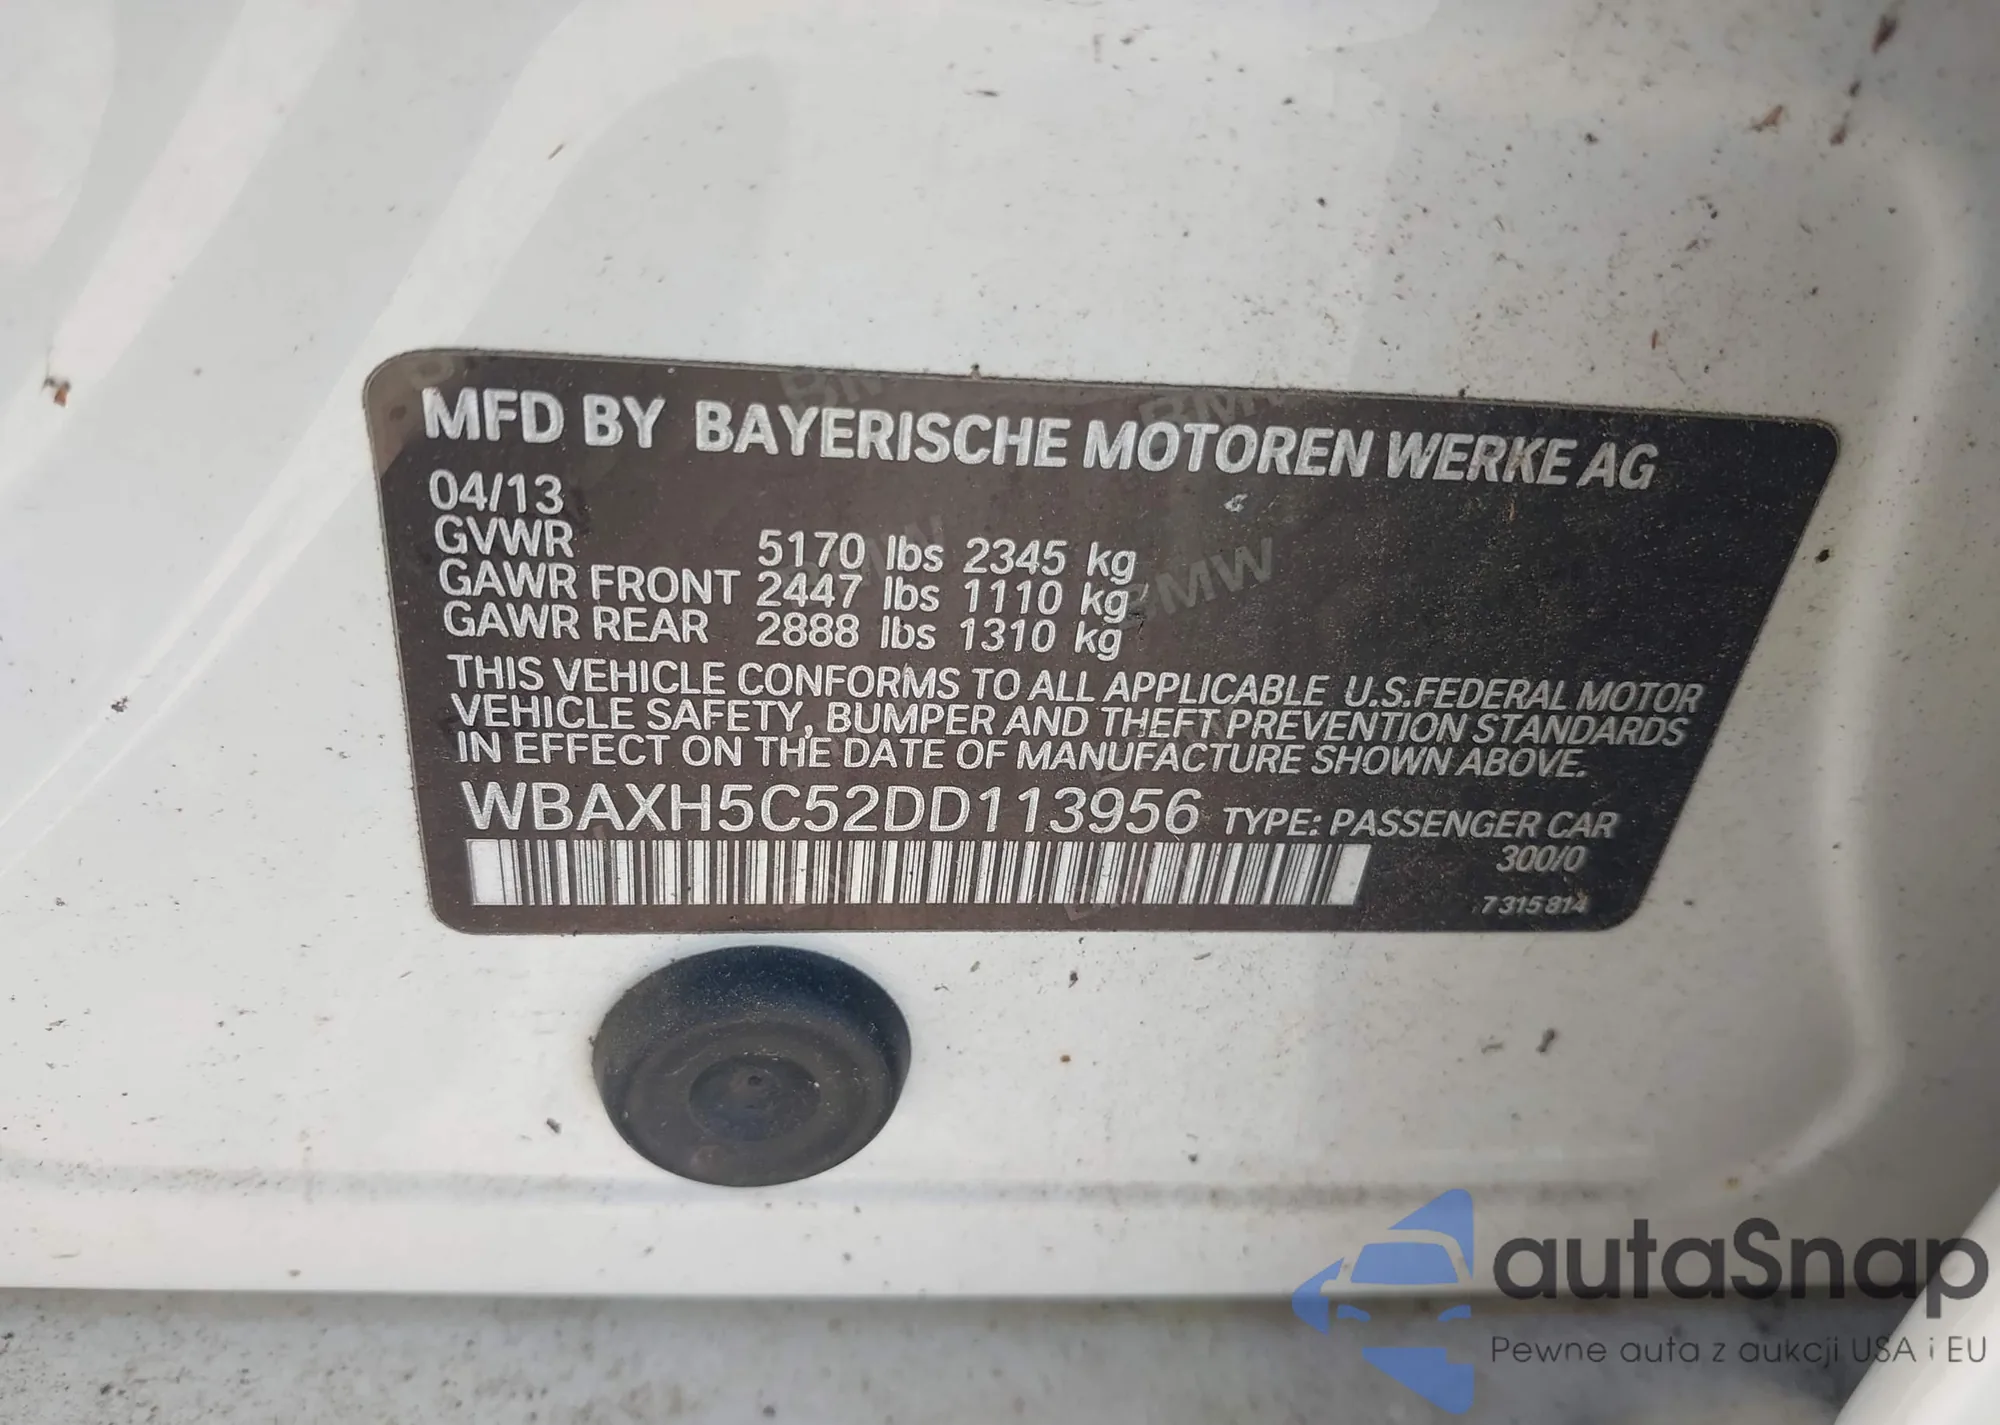 MFD BY BAYERISCHE MOTOREN WERKE AG
04/13
GVWR 5170 lbs 2345 kg
GAWR FRONT 2447 lbs 1110 kg
GAWR REAR 2888 lbs 1310 kg
THIS VEHICLE CONFORMS TO ALL APPLICABLE U.S.FEDERAL MOTOR
VEHICLE SAFETY, BUMPER AND THEFT PREVENTION STANDARDS
IN EFFECT ON THE DATE OF MANUFACTURE SHOWN ABOVE.
WBAXH5C52DD113956 TYPE: PASSENGER CAR
300/0
7 315 814
autaSnap
Pewne auta z aukcji USA i EU